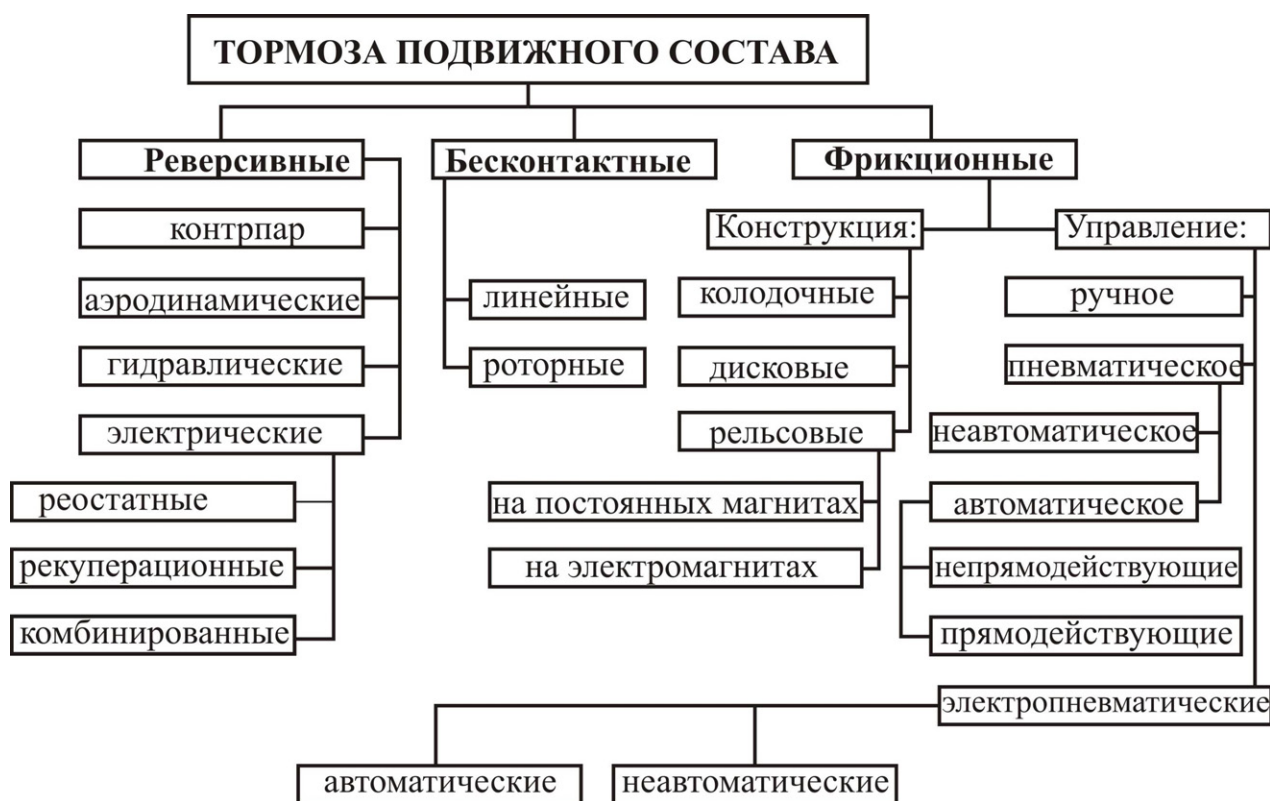 ТОРМОЗА ПОДВИЖНОГО СОСТАВА
Реверсивные
Бесконтактные
Фрикционные
контрпар
аэродинамические
гидравлические
электрические
реостатные
рекуперационные
комбинированные
линейные
роторные
Конструкция:
колодочные
дисковые
рельсовые
на постоянных магнитах
на электромагнитах
Управление:
ручное
пневматическое
неавтоматическое
автоматическое
непрямодействующие
прямодействующие
электропневматические
автоматические
неавтоматические